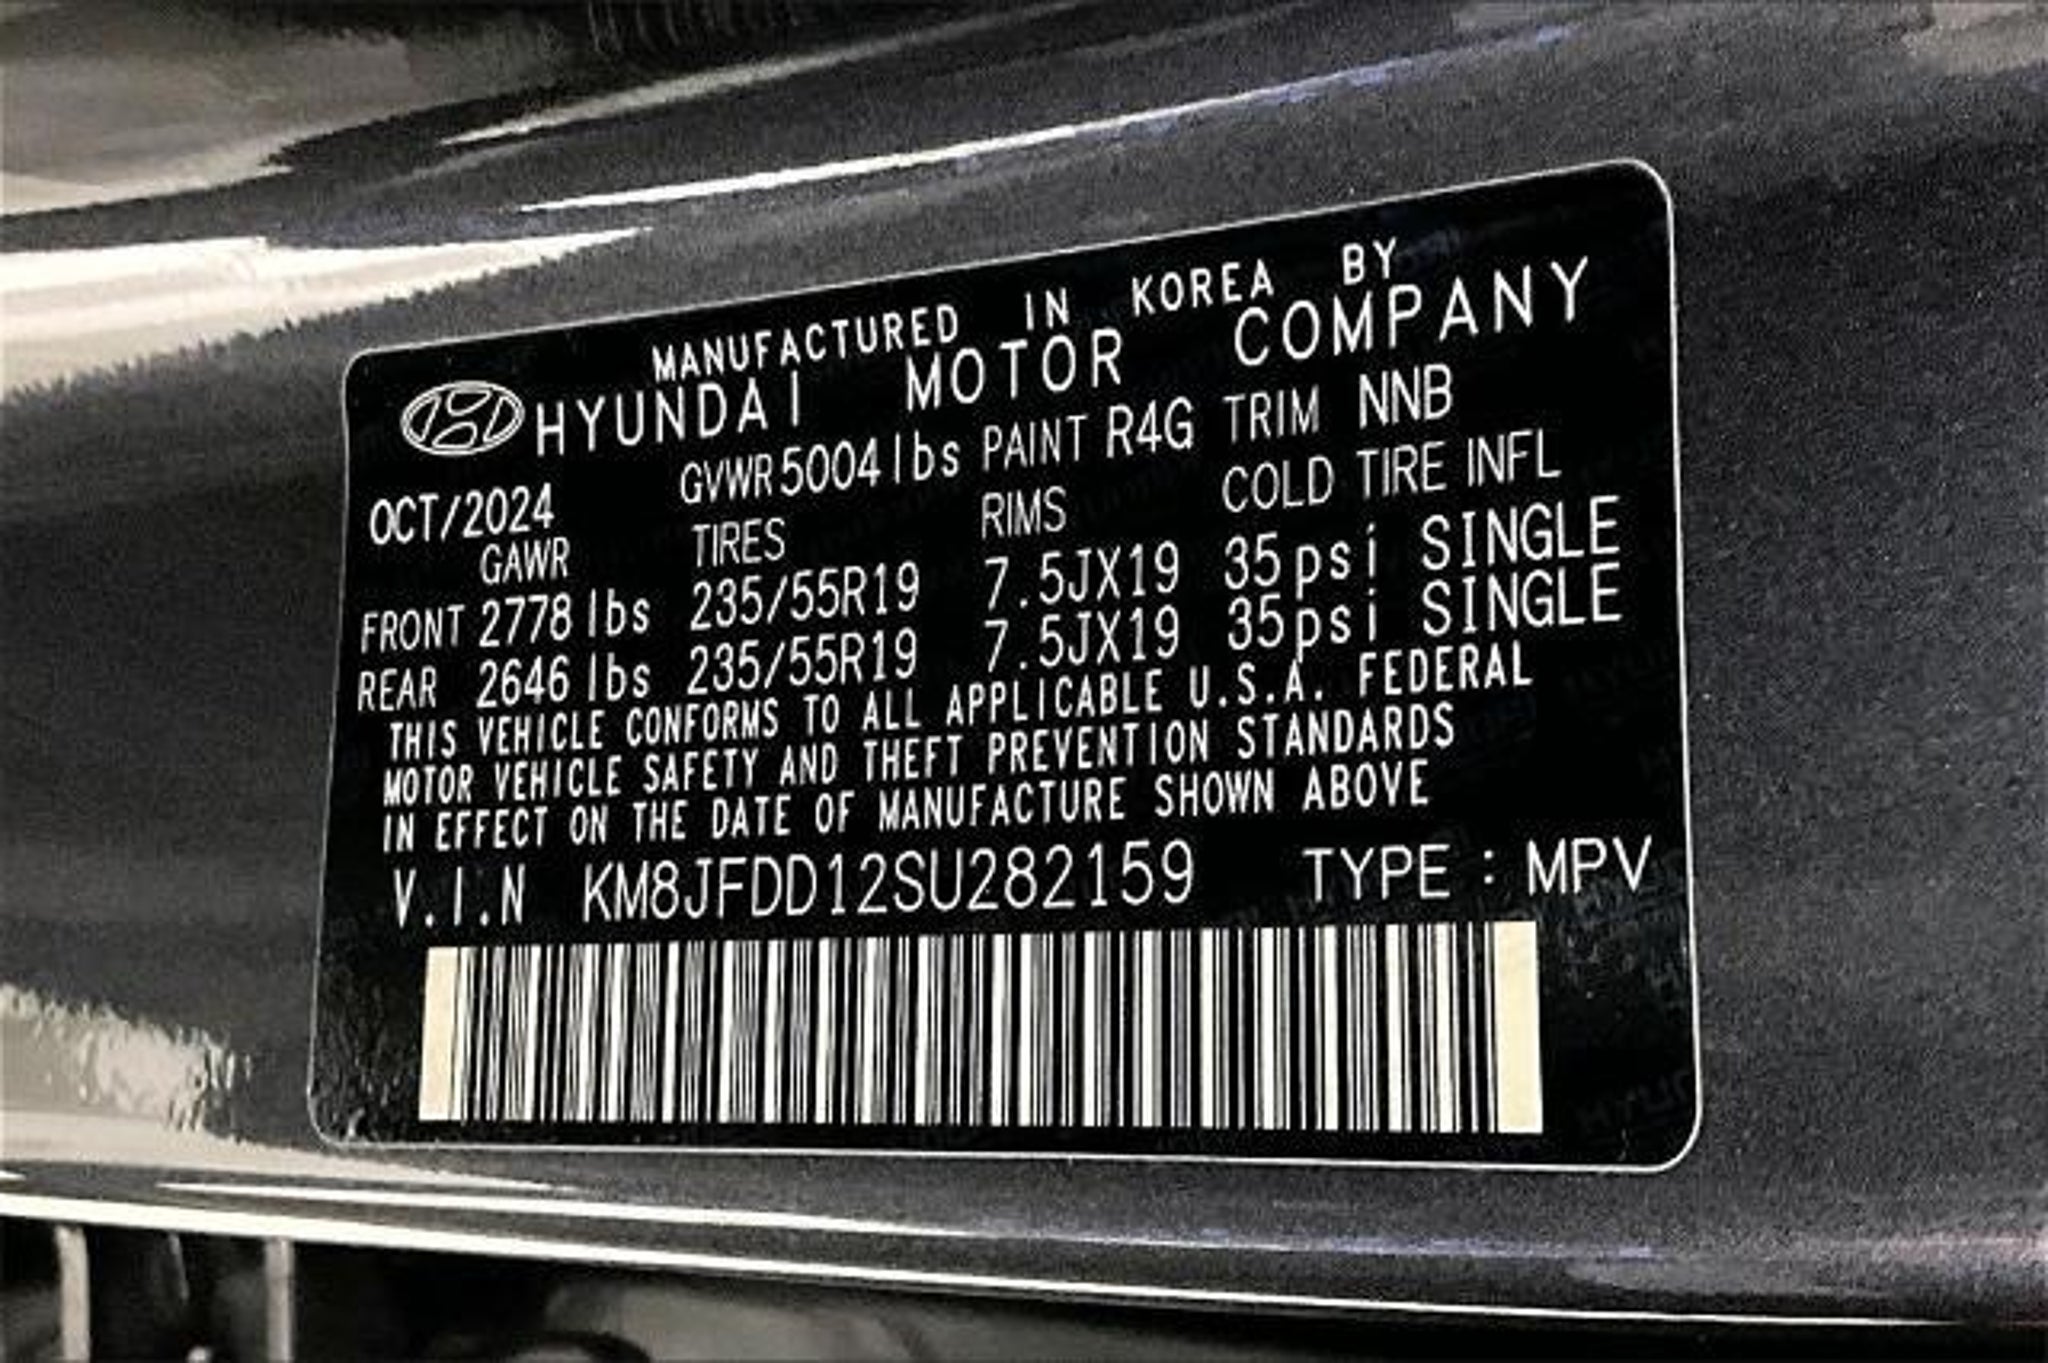 MANUFACTURED IN KOREA BY
HYUNDAI MOTOR COMPANY
OCT/2024 GVWR 5004 lbs PAINT R4G TRIM NNB
GAWR TIRES RIMS COLD TIRE INFL
FRONT 2778 lbs 235/55R19 7.5JX19 35psi SINGLE
REAR 2646 lbs 235/55R19 7.5JX19 35psi SINGLE
THIS VEHICLE CONFORMS TO ALL APPLICABLE U.S.A. FEDERAL
MOTOR VEHICLE SAFETY AND THEFT PREVENTION STANDARDS
IN EFFECT ON THE DATE OF MANUFACTURE SHOWN ABOVE
V.I.N KM8JFDD12SU282159 TYPE : MPV